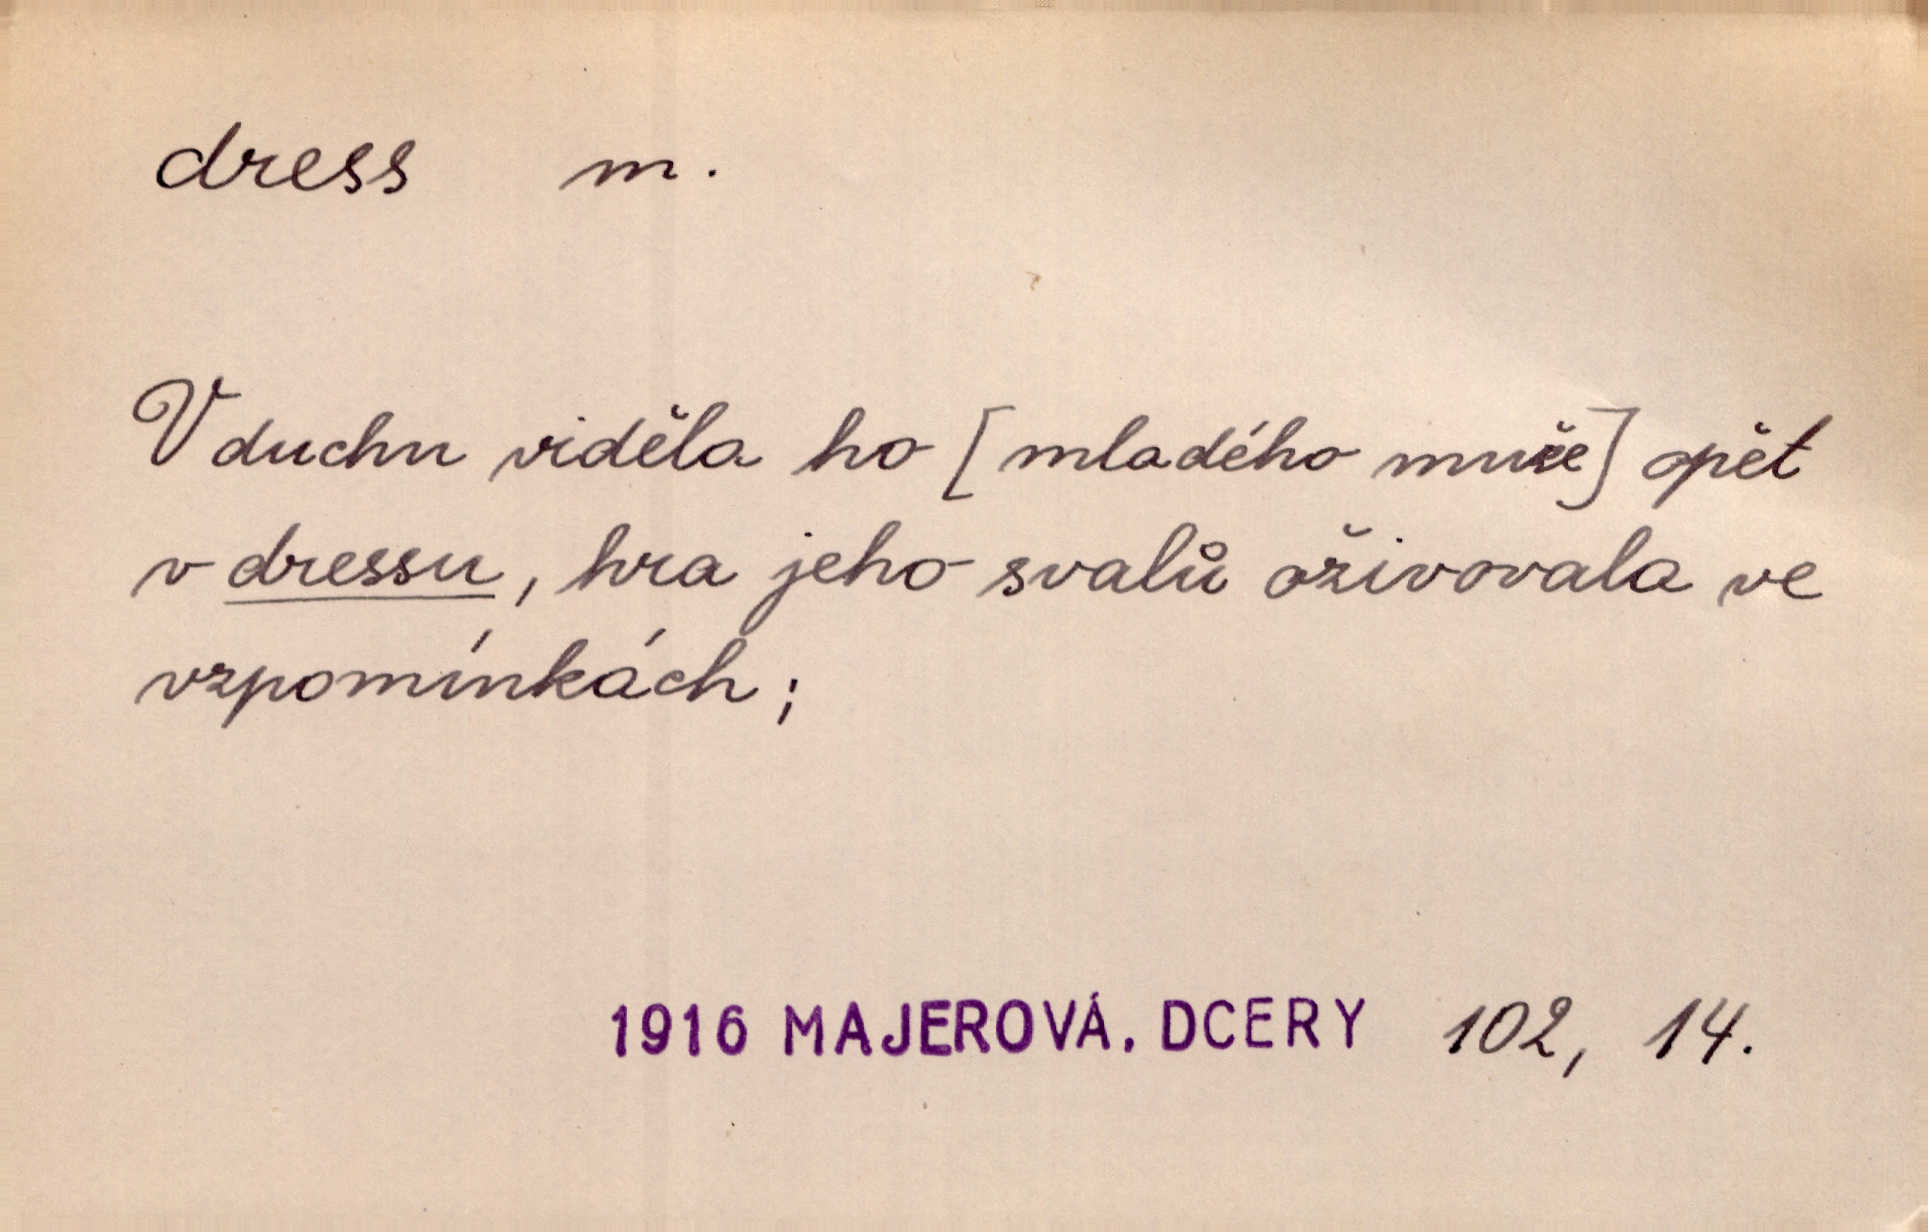 dress m.
V duchu viděla ho [mladého muže] opět
v dressu, hra jeho svalů oživovala ve
vzpomínkách;
1916 MAJEROVÁ. DCERY 102, 14.